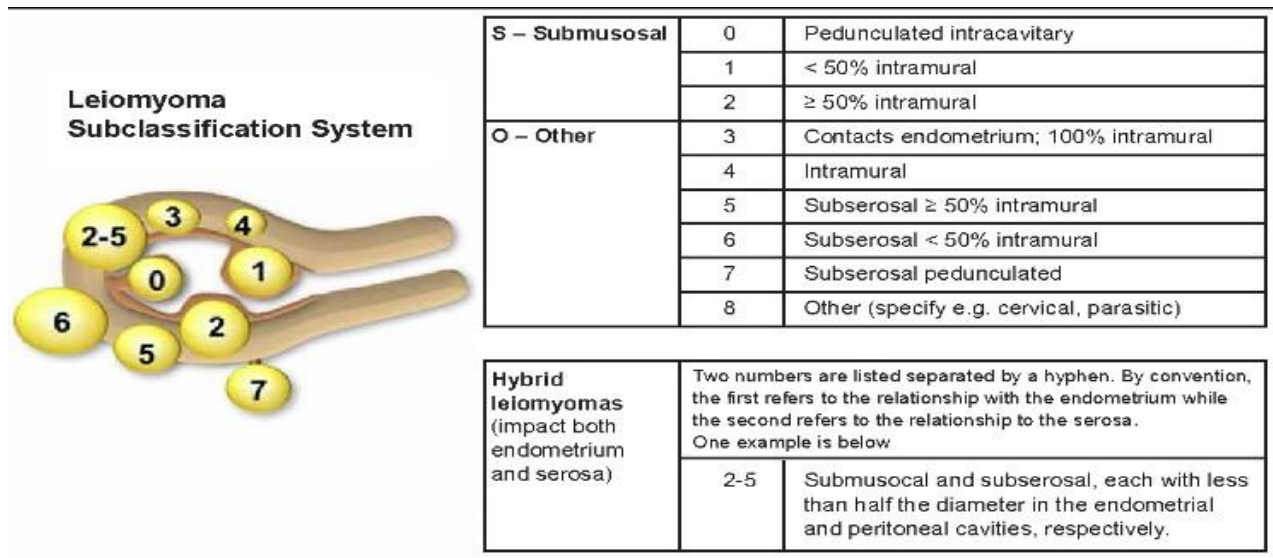 Leiomyoma
Subclassification System
3
4
2-5
0
1
6
2
5
7
S – Submusosal 0 Pedunculated intracavitary
1 < 50% intramural
2 ≥ 50% intramural
O – Other 3 Contacts endometrium; 100% intramural
4 Intramural
5 Subserosal ≥ 50% intramural
6 Subserosal < 50% intramural
7 Subserosal pedunculated
8 Other (specify e.g. cervical, parasitic)
Hybrid
leiomyomas
(impact both
endometrium
and serosa)
Two numbers are listed separated by a hyphen. By convention,
the first refers to the relationship with the endometrium while
the second refers to the relationship to the serosa.
One example is below
2-5 Submusocal and subserosal, each with less
than half the diameter in the endometrial
and peritoneal cavities, respectively.